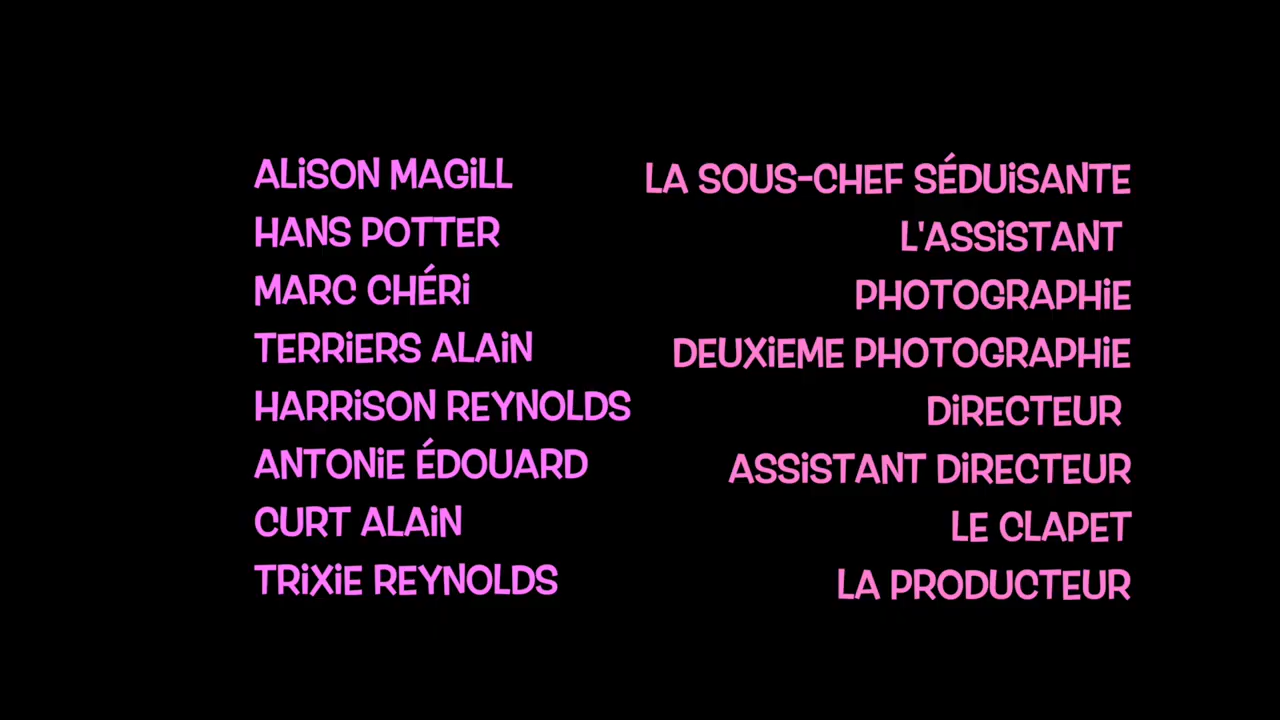 ALiSON MAGiLL LA SOUS-CHEF SÉDUiSANTE
HANS POTTER L'ASSiSTANT
MARC CHÉRi PHOTOGRAPHiE
TERRiERS ALAiN DEUXiEME PHOTOGRAPHiE
HARRiSON REYNOLDS DiRECTEUR
ANTONiE ÉDOUARD ASSiSTANT DiRECTEUR
CURT ALAiN LE CLAPET
TRiXiE REYNOLDS LA PRODUCTEUR